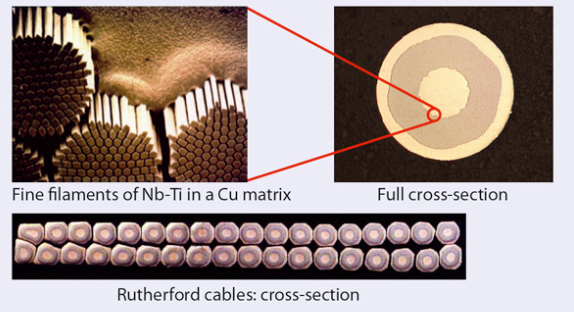 Fine filaments of Nb-Ti in a Cu matrix
Full cross-section
Rutherford cables: cross-section